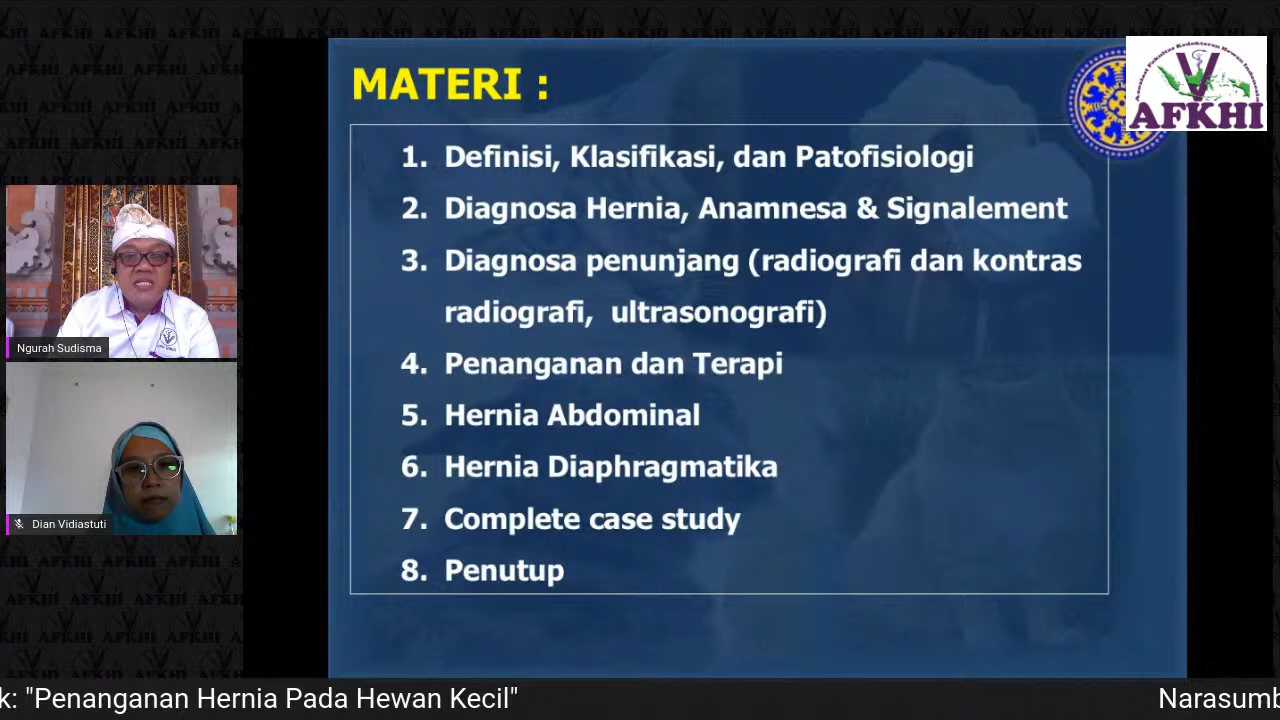 MATERI :
1. Definisi, Klasifikasi, dan Patofisiologi
2. Diagnosa Hernia, Anamnesa & Signalement
3. Diagnosa penunjang (radiografi dan kontras
radiografi, ultrasonografi)
4. Penanganan dan Terapi
5. Hernia Abdominal
6. Hernia Diaphragmatika
7. Complete case study
8. Penutup
AFKHI
Ngurah Sudisma
Dian Vidiastuti
k: "Penanganan Hernia Pada Hewan Kecil"
Narasumb